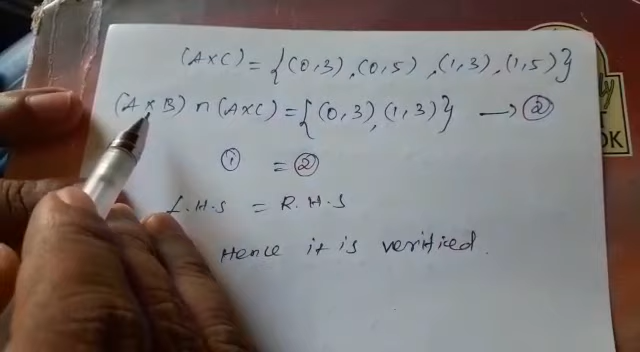 (A×C) = {(0,3), (0,5), (1,3), (1,5)}
(A×B) ∩ (A×C) = {(0,3), (1,3)} → ②
① = ②
L.H.S = R.H.S
Hence it is verified.